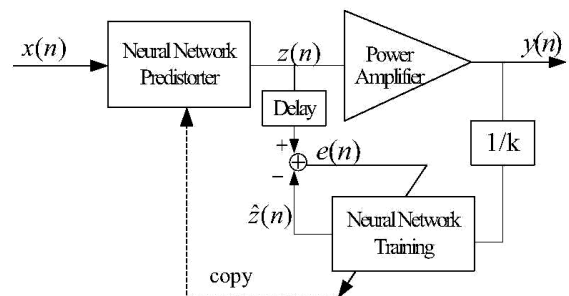 x(n)
Neural Network
Predistorter
z(n)
Power
Amplifier
y(n)
Delay
1/k
+
e(n)
−
ẑ(n)
Neural Network
Training
copy